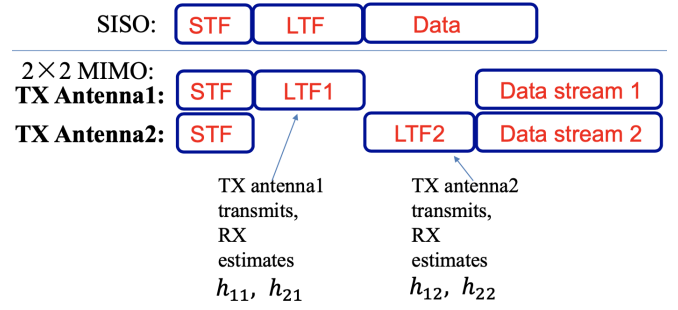 SISO: STF LTF Data
2×2 MIMO:
TX Antenna1: STF LTF1 Data stream 1
TX Antenna2: STF LTF2 Data stream 2
TX antenna1
transmits,
RX
estimates
h₁₁, h₂₁
TX antenna2
transmits,
RX
estimates
h₁₂, h₂₂